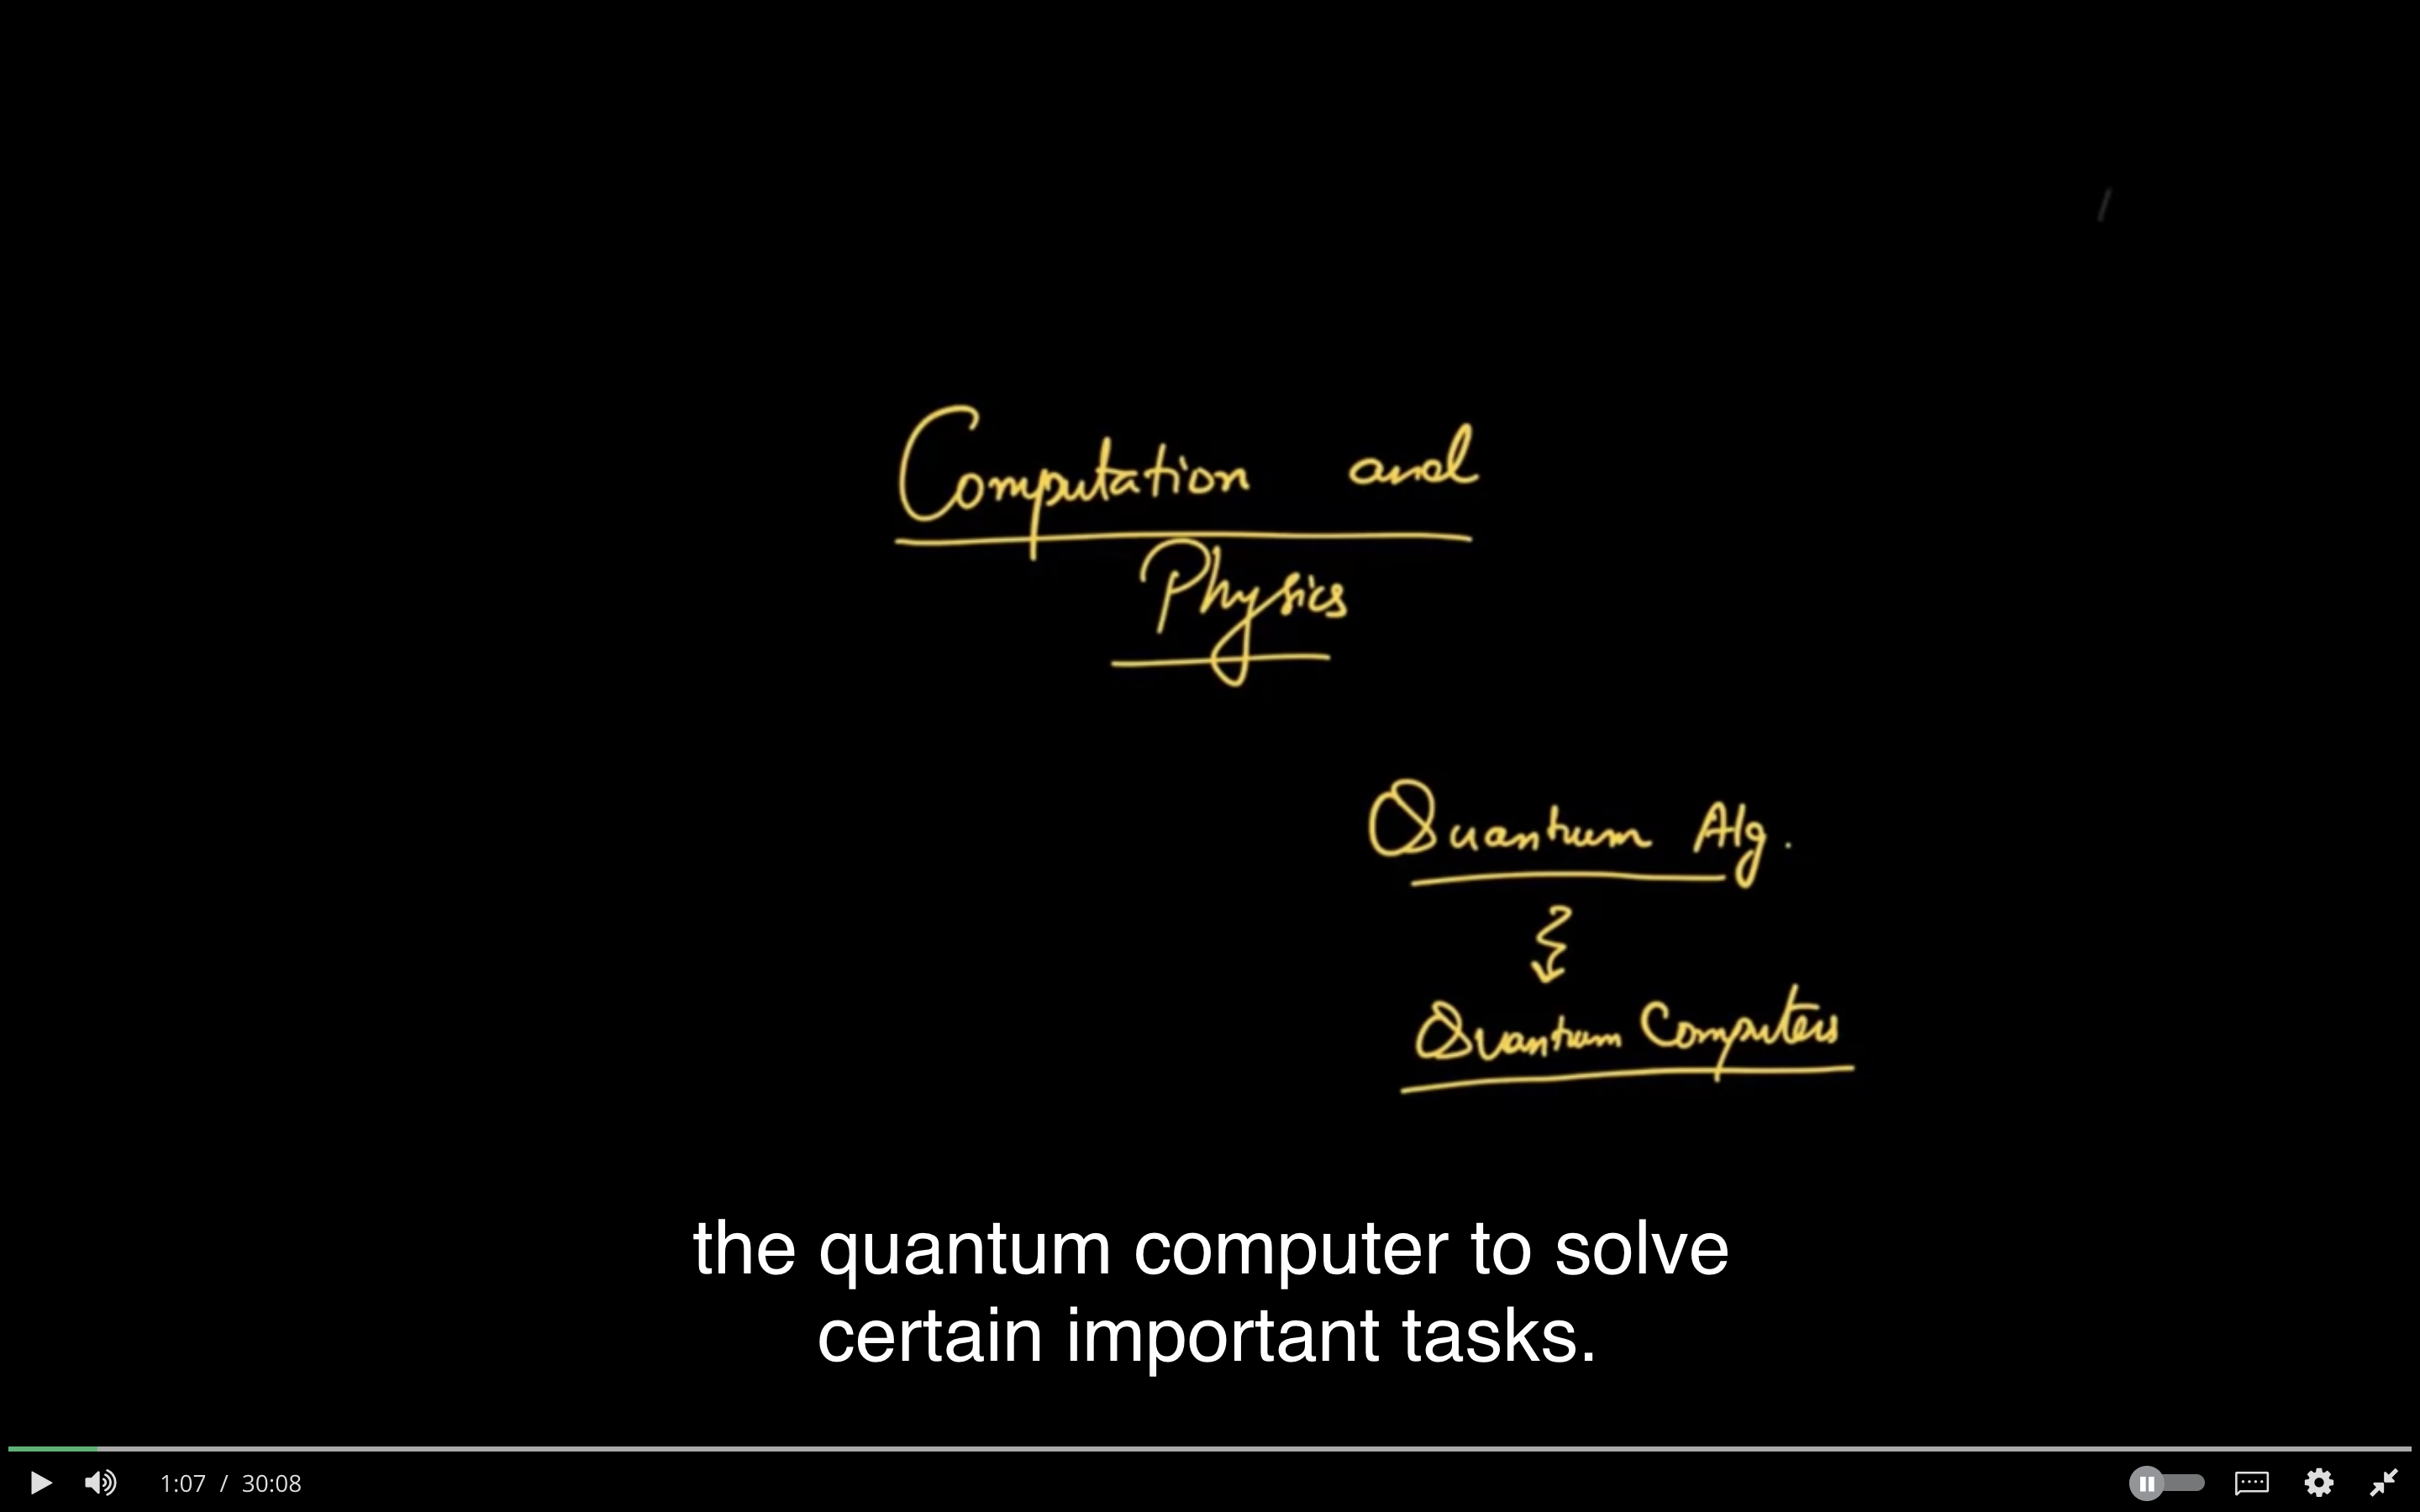 Computation and
Physics
Quantum Alg.
Quantum Computers
the quantum computer to solve
certain important tasks.
1:07 / 30:08